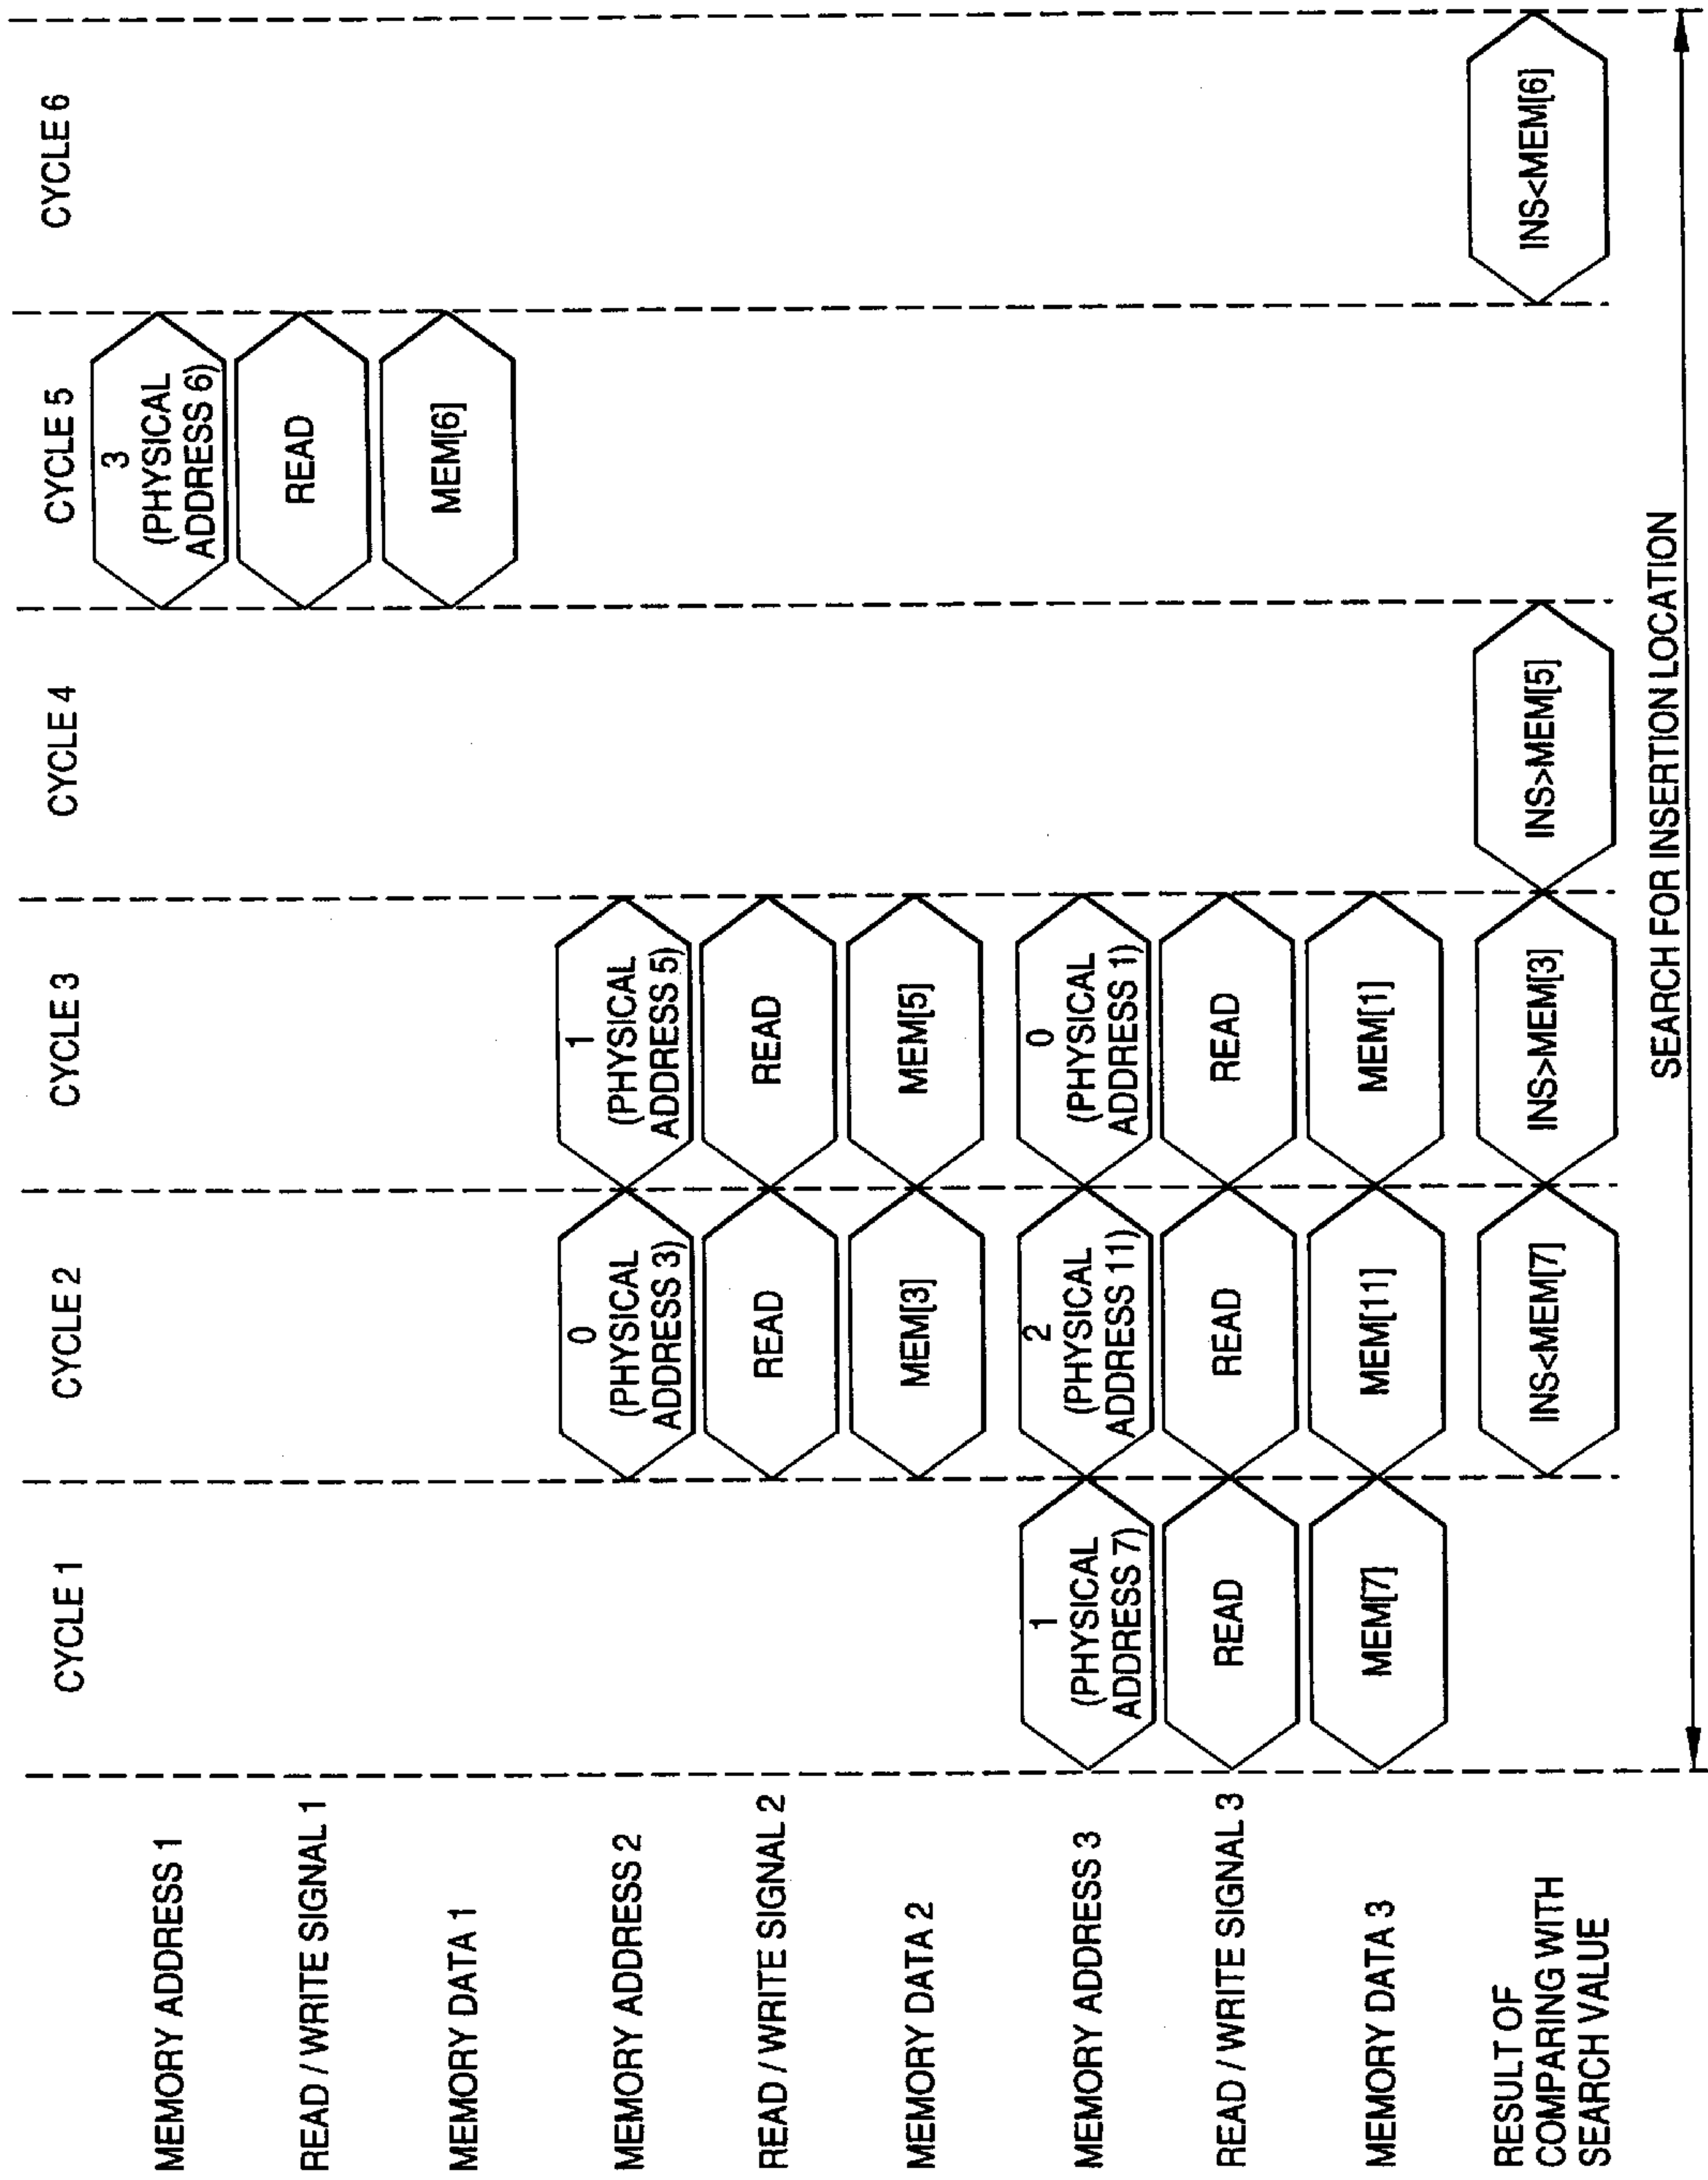 CYCLE 1
CYCLE 2
CYCLE 3
CYCLE 4
CYCLE 5
CYCLE 6
MEMORY ADDRESS 1
3
(PHYSICAL
ADDRESS 6)
READ / WRITE SIGNAL 1
READ
MEMORY DATA 1
MEM[6]
MEMORY ADDRESS 2
0
(PHYSICAL
ADDRESS 3)
1
(PHYSICAL
ADDRESS 5)
READ / WRITE SIGNAL 2
READ
READ
MEMORY DATA 2
MEM[3]
MEM[5]
MEMORY ADDRESS 3
1
(PHYSICAL
ADDRESS 7)
2
(PHYSICAL
ADDRESS 11)
0
(PHYSICAL
ADDRESS 1)
READ / WRITE SIGNAL 3
READ
READ
READ
MEMORY DATA 3
MEM[7]
MEM[11]
MEM[1]
RESULT OF
COMPARING WITH
SEARCH VALUE
INS<MEM[7]
INS>MEM[3]
INS>MEM[5]
INS<MEM[6]
SEARCH FOR INSERTION LOCATION